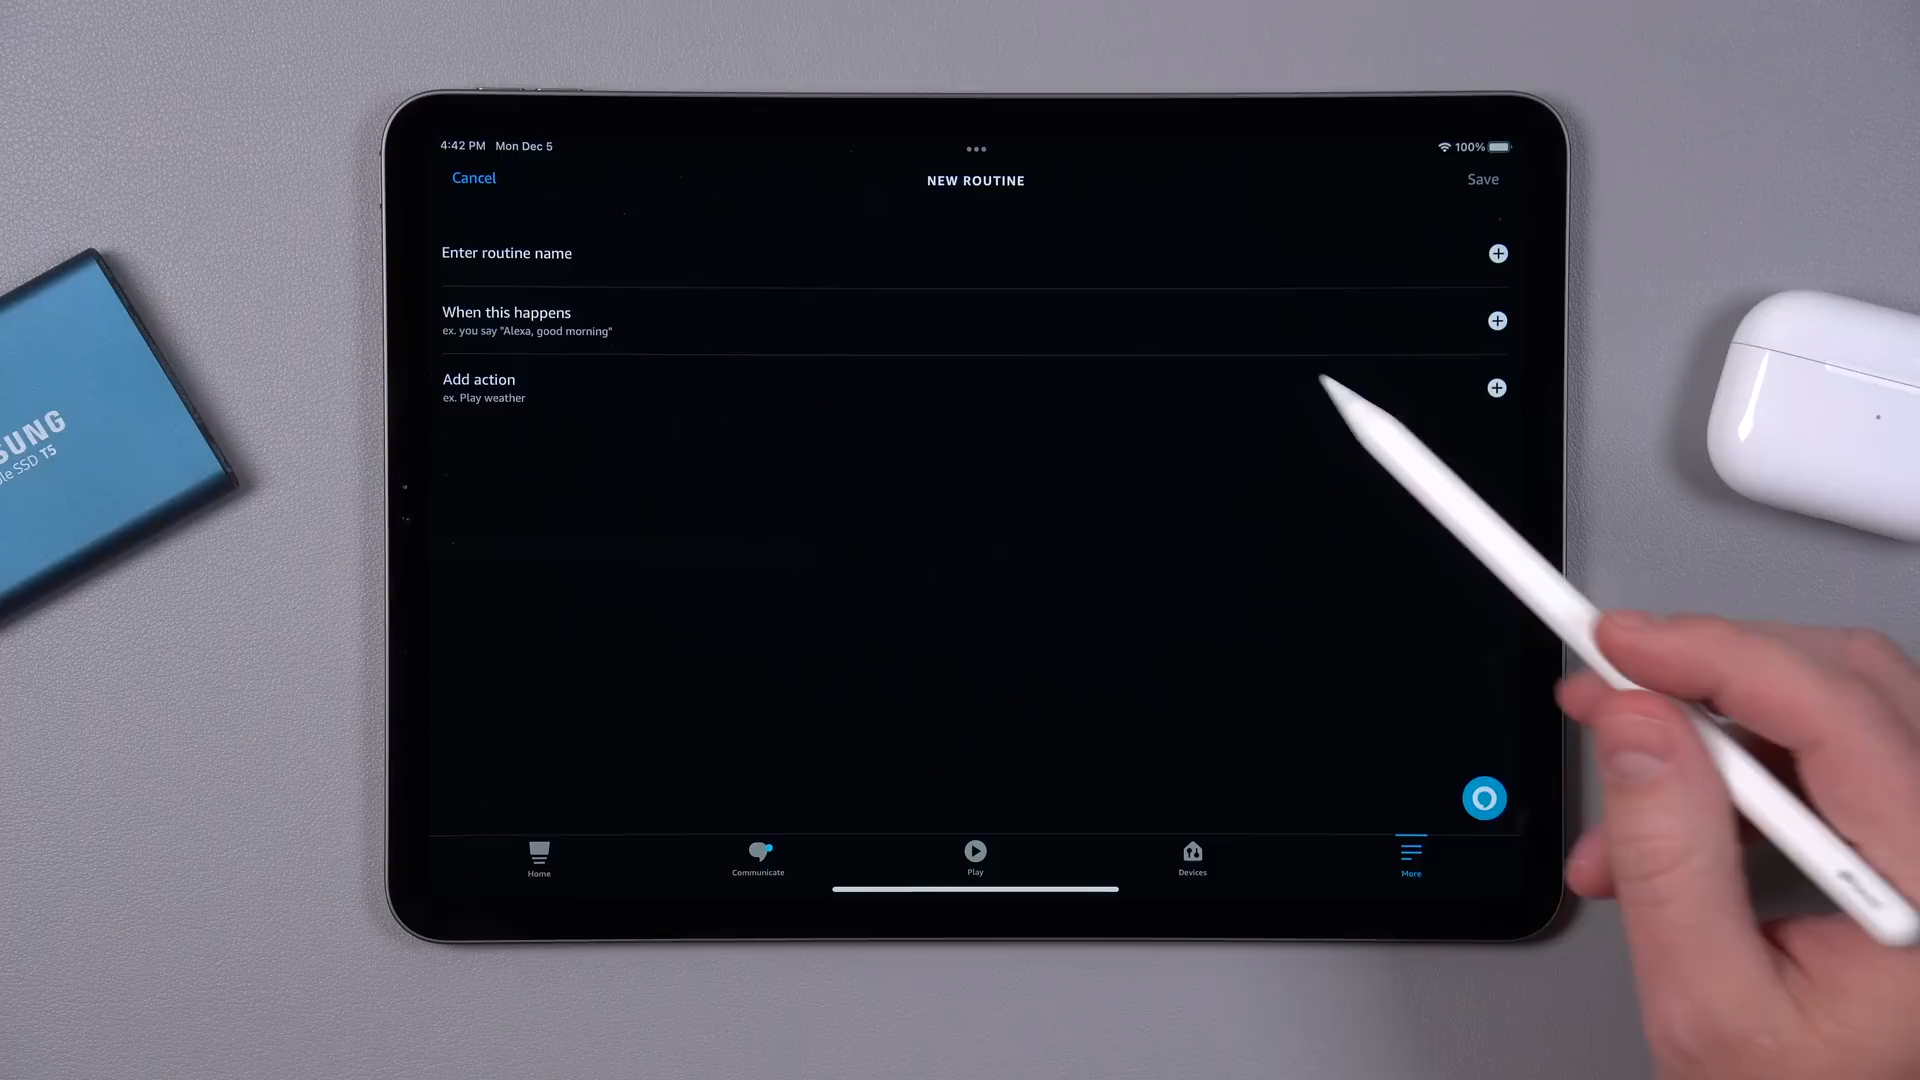 4:42 PM Mon Dec 5
100%
Cancel
NEW ROUTINE
Save
Enter routine name
When this happens
ex. you say "Alexa, good morning"
Add action
ex. Play weather
SUNG
le SSD T5
Home
Communicate
Play
Devices
More